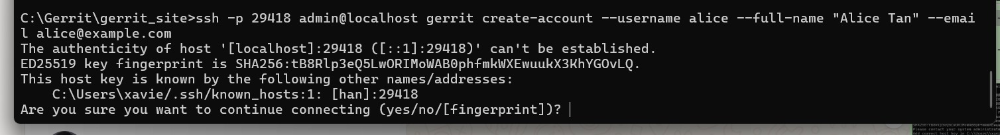 C:\Gerrit\gerrit_site>ssh -p 29418 admin@localhost gerrit create-account --username alice --full-name "Alice Tan" --emai
l alice@example.com
The authenticity of host '[localhost]:29418 ([::1]:29418)' can't be established.
ED25519 key fingerprint is SHA256:tB8Rlp3eQ5LwORIMoWAB0phfmkWXEwuukX3KhYGOvLQ.
This host key is known by the following other names/addresses:
    C:\Users\xavie/.ssh/known_hosts:1: [han]:29418
Are you sure you want to continue connecting (yes/no/[fingerprint])?